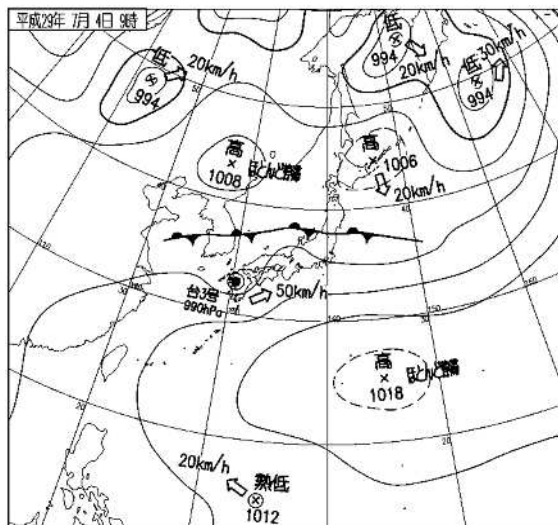 平成29年 7月 4日 9時
低
994
20km/h
低
994
20km/h
低
994
30km/h
高
1008
ほとんど停滞
高
1006
20km/h
台3号
990hPa
50km/h
高
1018
ほとんど停滞
20km/h
熱低
1012